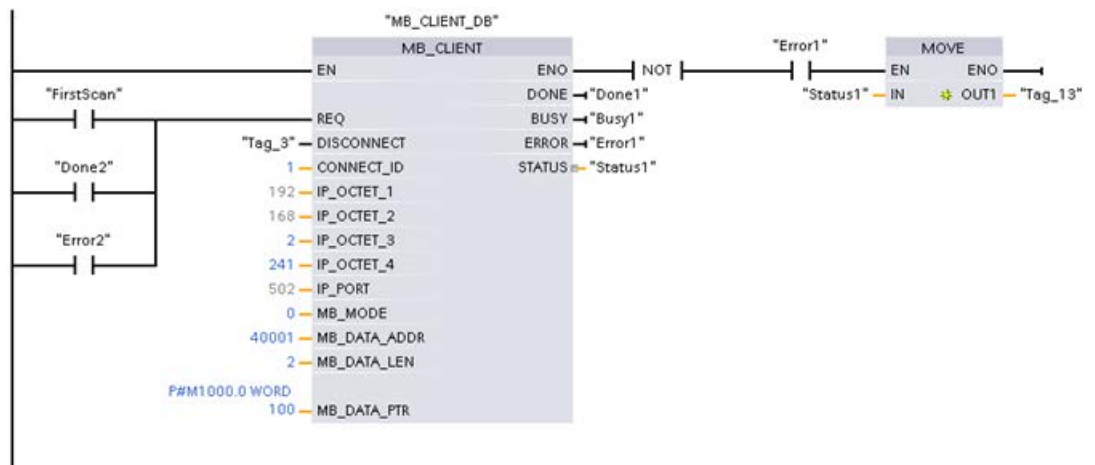 "MB_CLIENT_DB"
MB_CLIENT
"Error1"
MOVE
EN ENO NOT EN ENO
"FirstScan" DONE "Done1" "Status1" IN OUT1 "Tag_13"
REQ BUSY "Busy1"
"Tag_3" DISCONNECT ERROR "Error1"
"Done2" 1 CONNECT_ID STATUS "Status1"
192 IP_OCTET_1
168 IP_OCTET_2
"Error2" 2 IP_OCTET_3
241 IP_OCTET_4
502 IP_PORT
0 MB_MODE
40001 MB_DATA_ADDR
2 MB_DATA_LEN
P#M1000.0 WORD
100 MB_DATA_PTR